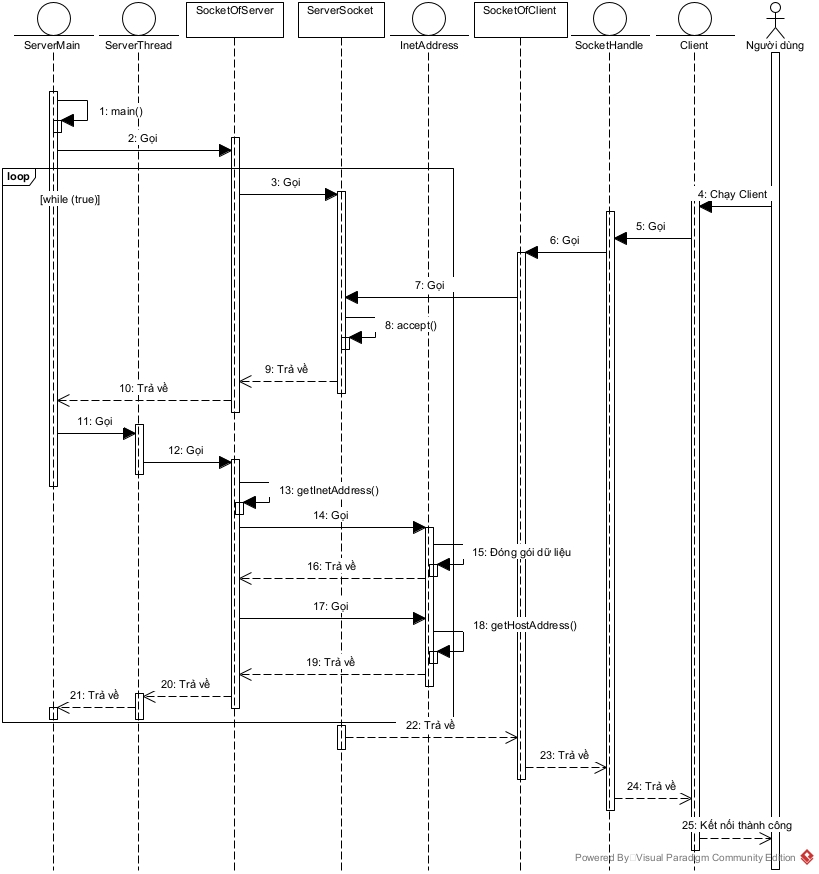 ServerMain
ServerThread
SocketOfServer
ServerSocket
InetAddress
SocketOfClient
SocketHandle
Client
Người dùng
1: main()
2: Gọi
loop
[while (true)]
3: Gọi
4: Chạy Client
5: Gọi
6: Gọi
7: Gọi
8: accept()
9: Trả về
10: Trả về
11: Gọi
12: Gọi
13: getInetAddress()
14: Gọi
15: Đóng gói dữ liệu
16: Trả về
17: Gọi
18: getHostAddress()
19: Trả về
20: Trả về
21: Trả về
22: Trả về
23: Trả về
24: Trả về
25: Kết nối thành công
Powered By Visual Paradigm Community Edition